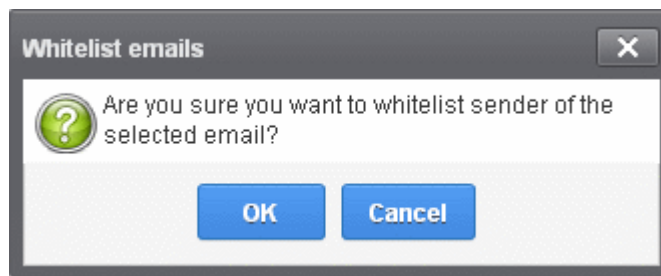 Whitelist emails
Are you sure you want to whitelist sender of the
selected email?
OK
Cancel